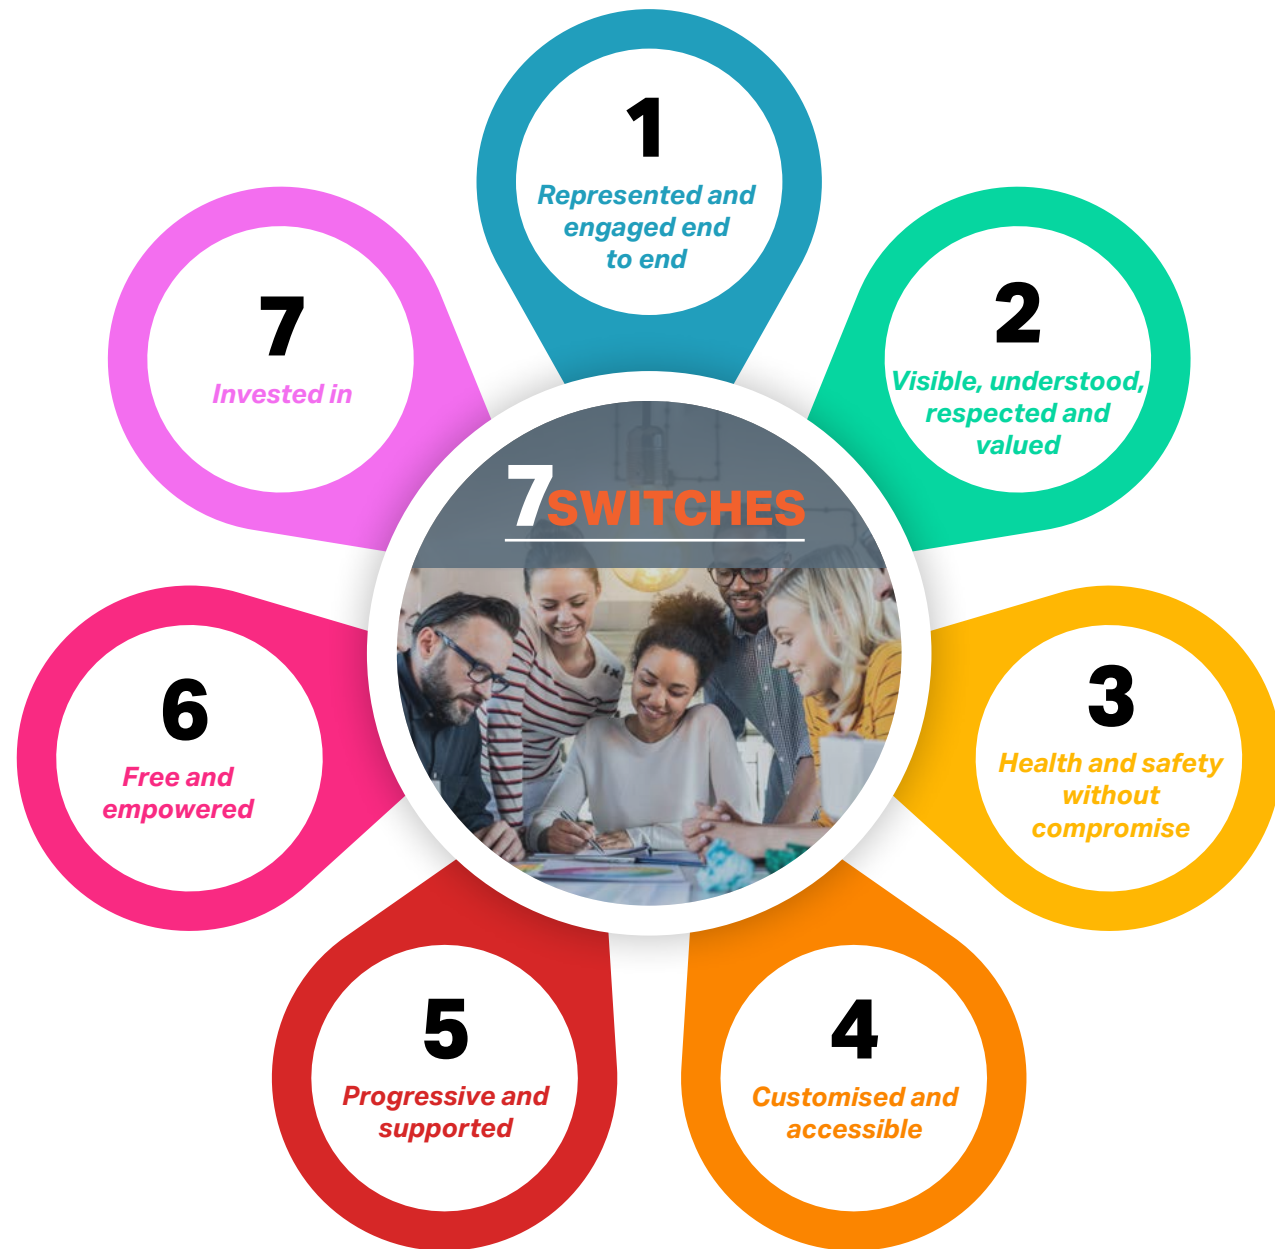 1
Represented and
engaged end
to end
2
Visible, understood,
respected and
valued
3
Health and safety
without
compromise
4
Customised and
accessible
5
Progressive and
supported
6
Free and
empowered
7
Invested in
7SWITCHES